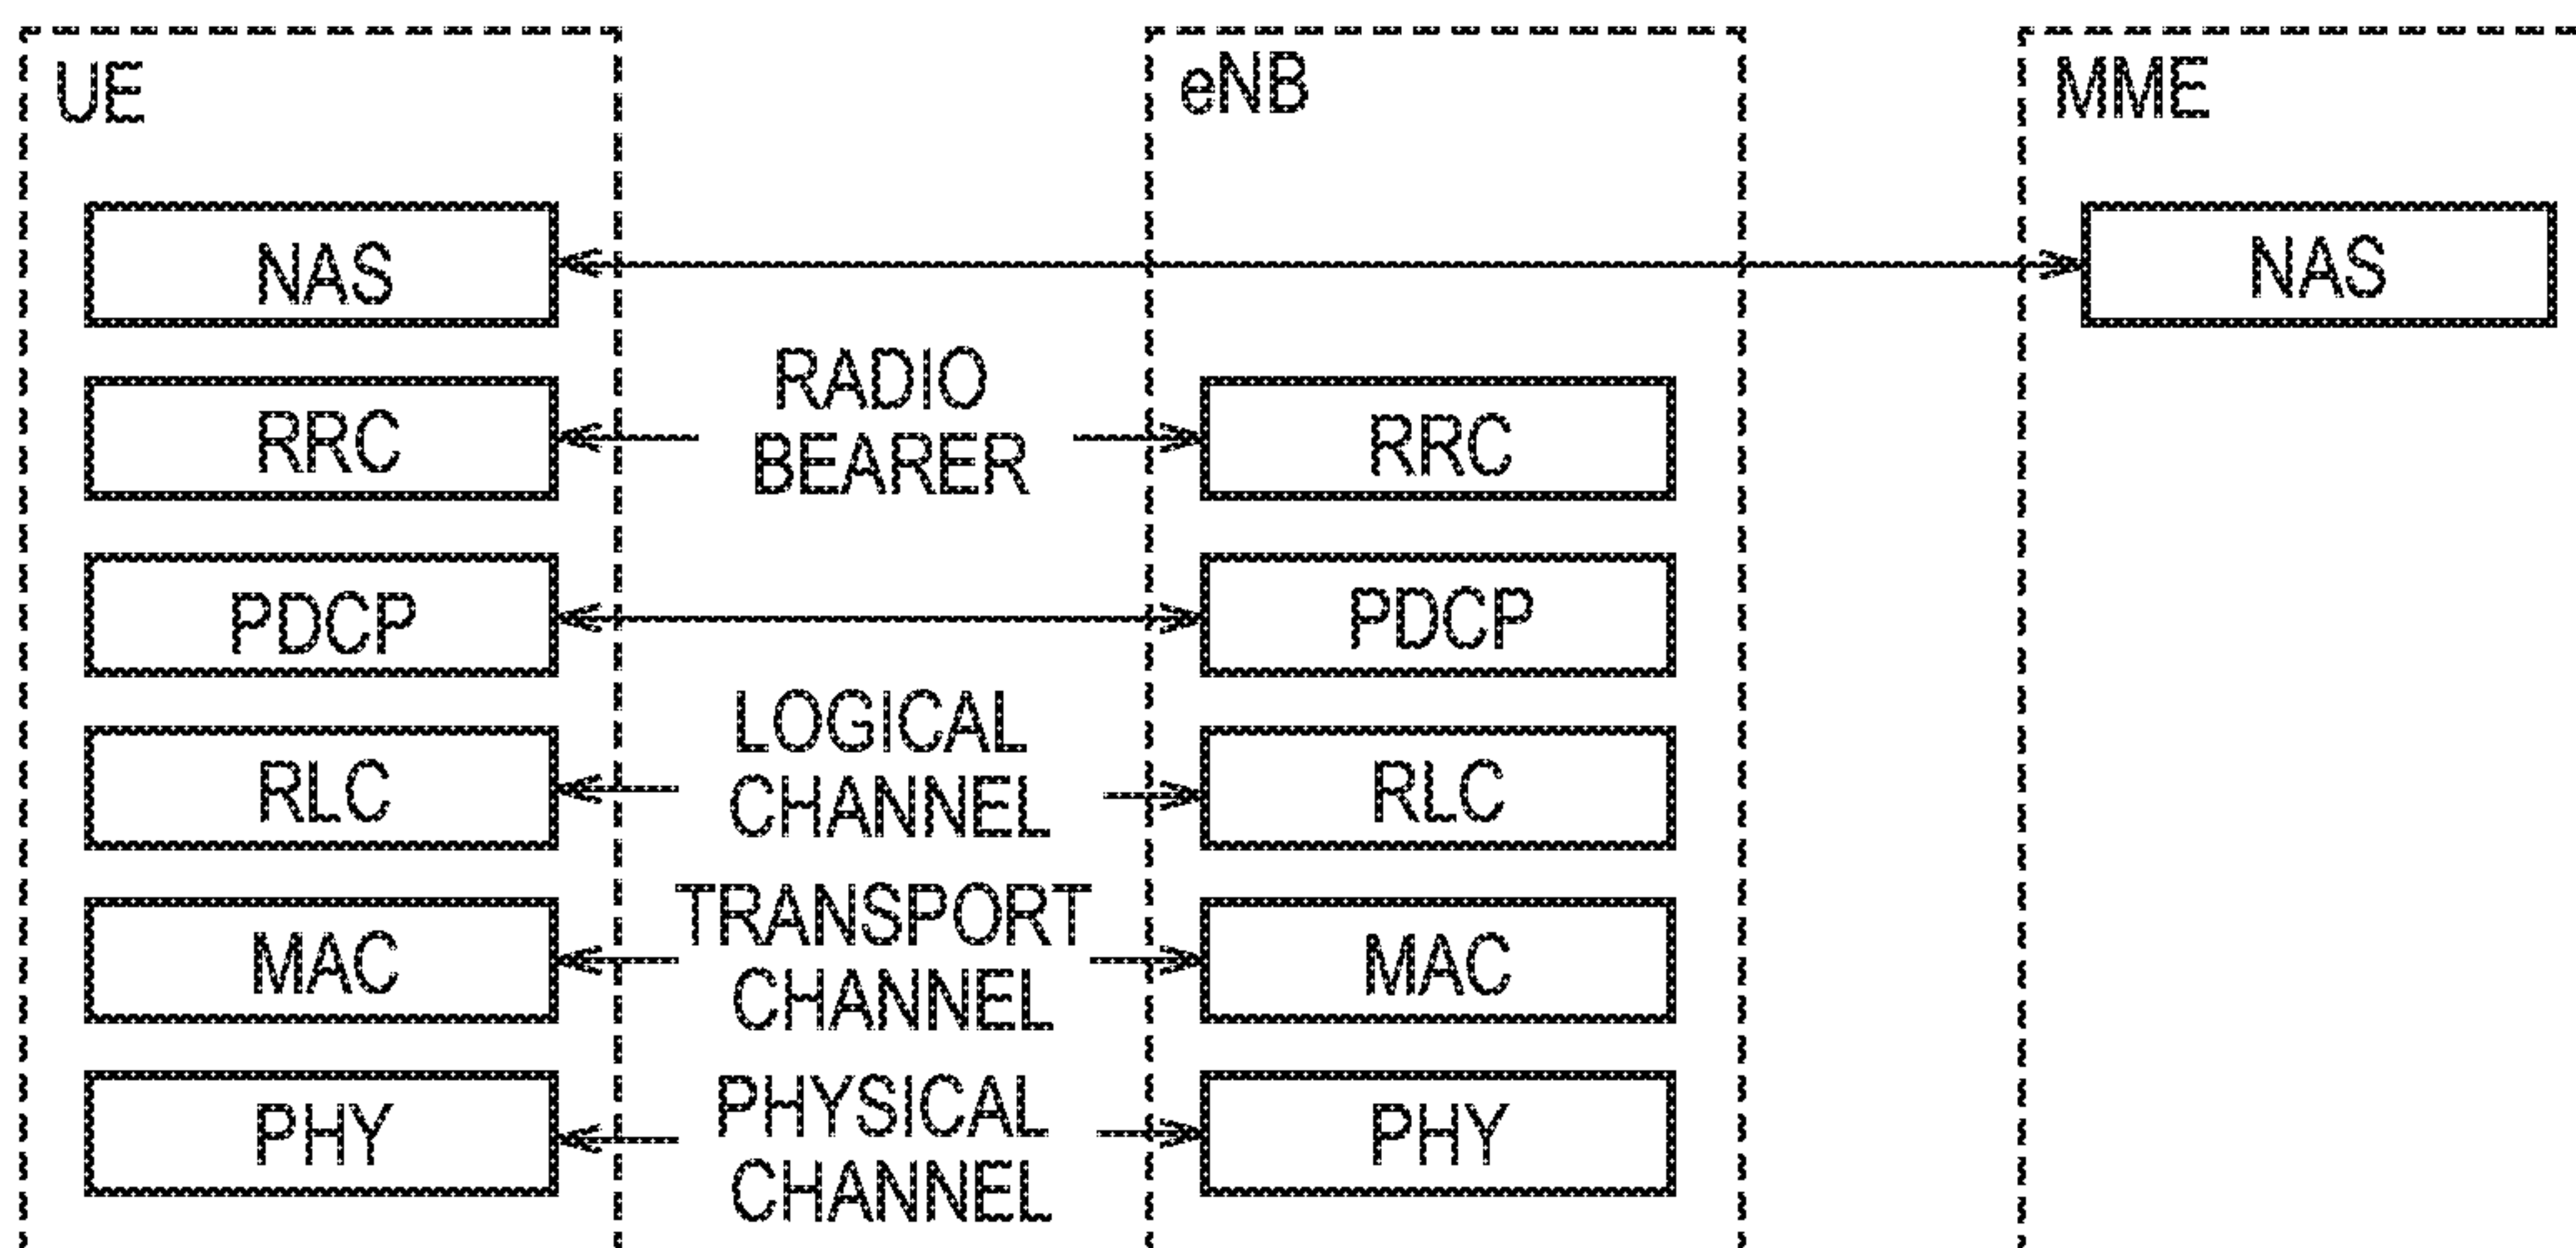 UE
eNB
MME
NAS
NAS
RADIO
BEARER
RRC
RRC
PDCP
PDCP
LOGICAL
CHANNEL
RLC
RLC
TRANSPORT
CHANNEL
MAC
MAC
PHYSICAL
CHANNEL
PHY
PHY